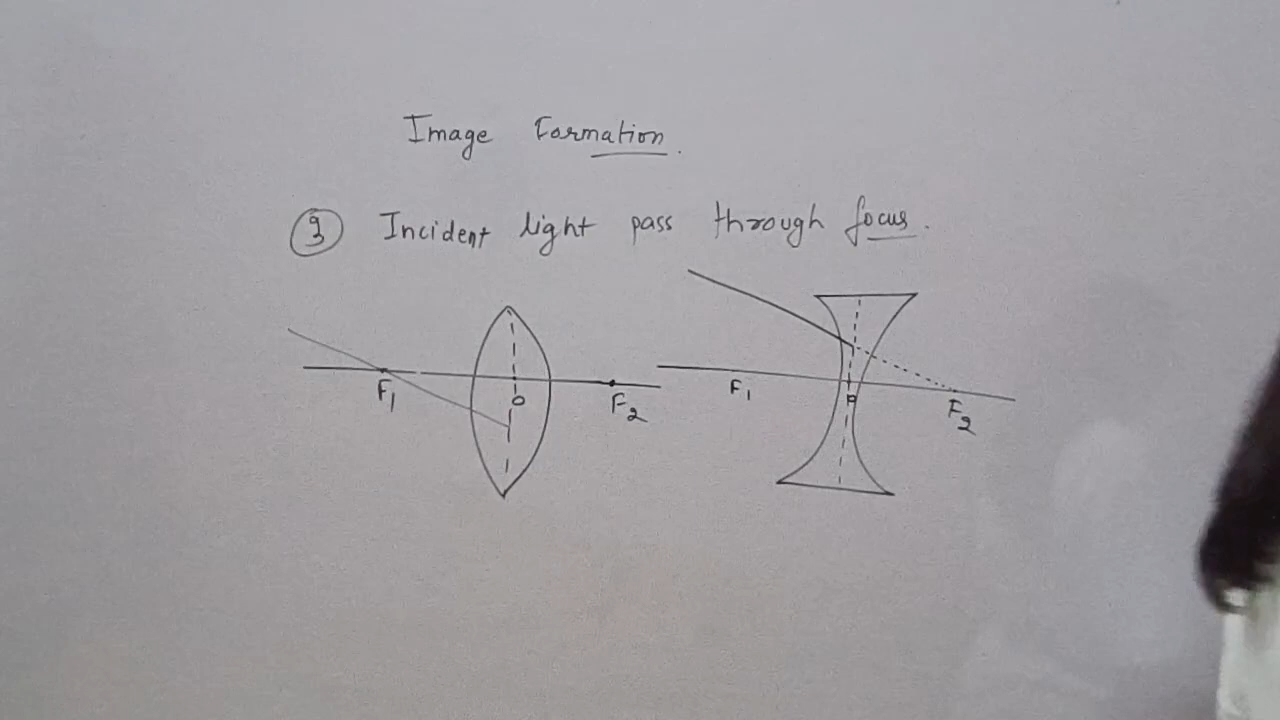 Image Formation.
3 Incident light pass through focus.
F1 O F2
F1 F2